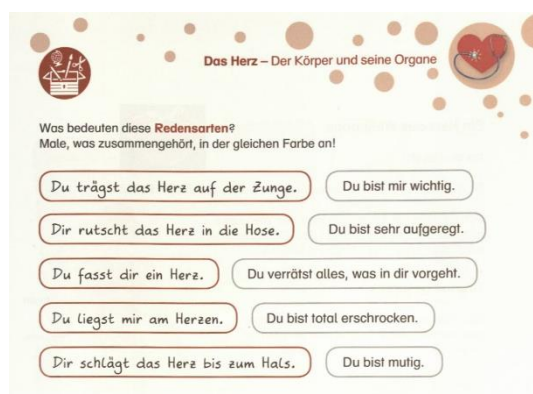 Das Herz – Der Körper und seine Organe
Was bedeuten diese Redensarten?
Male, was zusammengehört, in der gleichen Farbe an!
Du trägst das Herz auf der Zunge. Du bist mir wichtig.
Dir rutscht das Herz in die Hose. Du bist sehr aufgeregt.
Du fasst dir ein Herz. Du verrätst alles, was in dir vorgeht.
Du liegst mir am Herzen. Du bist total erschrocken.
Dir schlägt das Herz bis zum Hals. Du bist mutig.